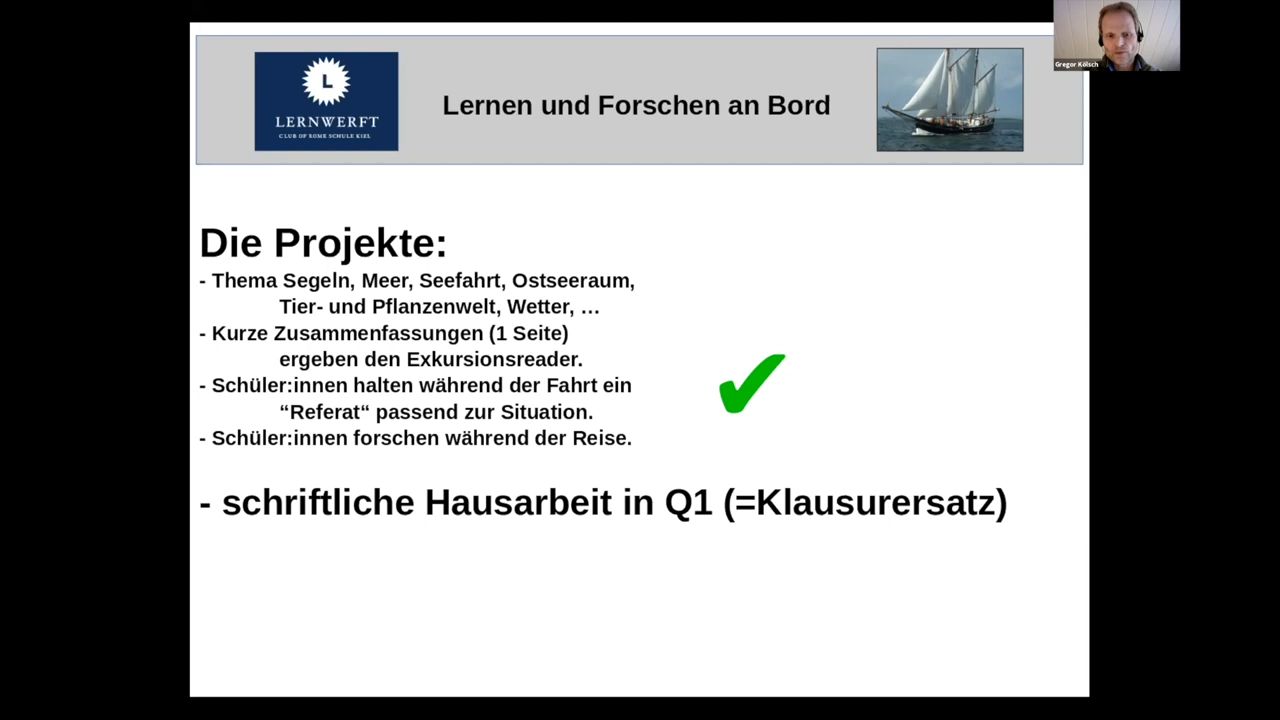 Gregor Kölsch
L
LERNWERFT
CLUB OF ROME SCHULE KIEL
Lernen und Forschen an Bord
Die Projekte:
- Thema Segeln, Meer, Seefahrt, Ostseeraum,
Tier- und Pflanzenwelt, Wetter, …
- Kurze Zusammenfassungen (1 Seite)
ergeben den Exkursionsreader.
- Schüler:innen halten während der Fahrt ein
“Referat“ passend zur Situation.
- Schüler:innen forschen während der Reise.
- schriftliche Hausarbeit in Q1 (=Klausurersatz)